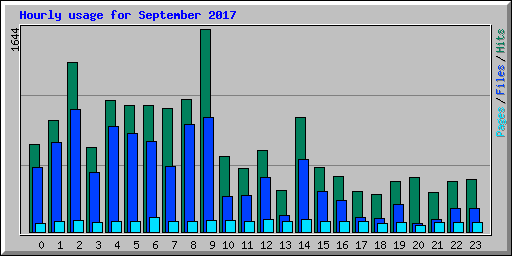 Hourly usage for September 2017
1644
Pages / Files / Hits
0 1 2 3 4 5 6 7 8 9 10 11 12 13 14 15 16 17 18 19 20 21 22 23